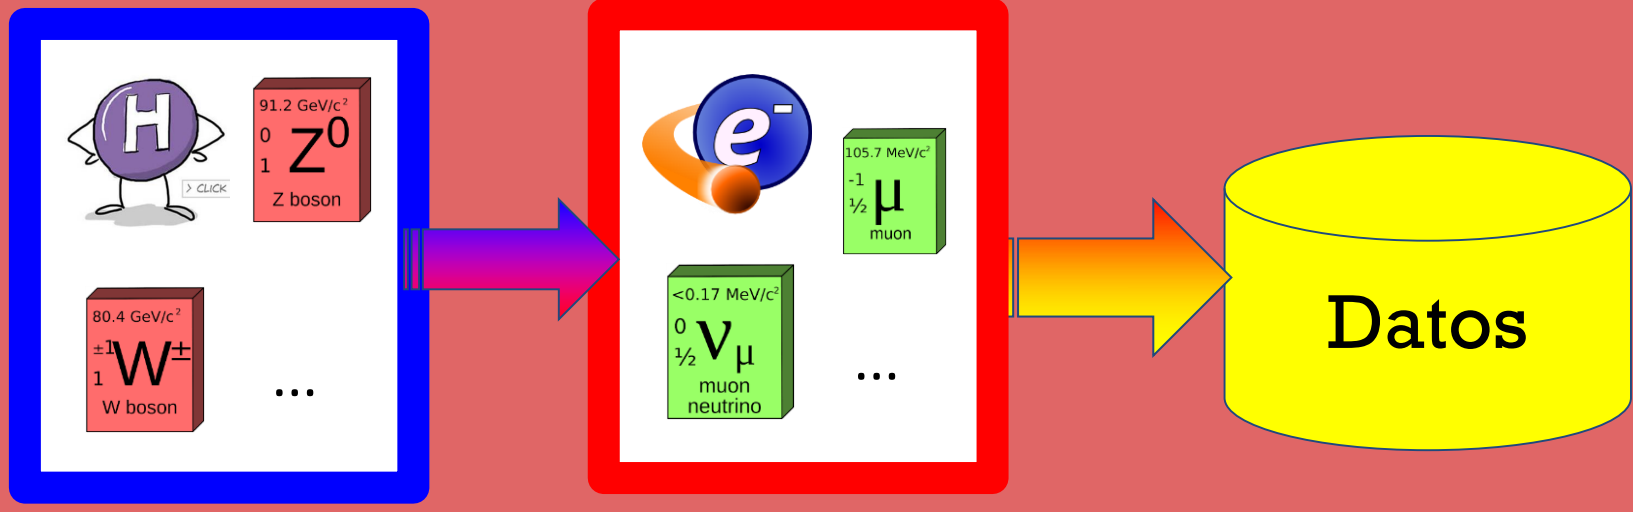 H
> CLICK
91.2 GeV/c²
0
1
Z⁰
Z boson
80.4 GeV/c²
±1
1
W±
W boson
...
e⁻
105.7 MeV/c²
-1
½
μ
muon
<0.17 MeV/c²
0
½
νμ
muon
neutrino
...
Datos